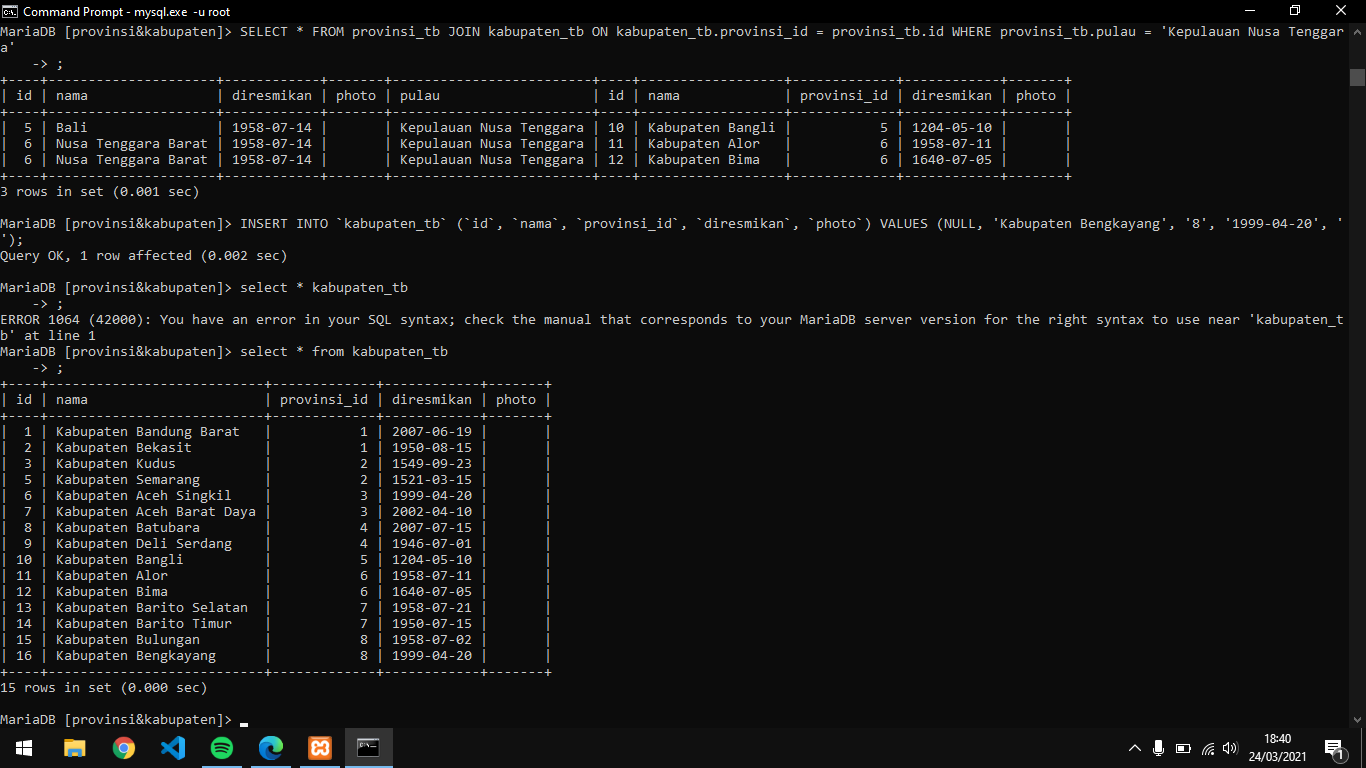 Command Prompt - mysql.exe -u root
MariaDB [provinsi&kabupaten]> SELECT * FROM provinsi_tb JOIN kabupaten_tb ON kabupaten_tb.provinsi_id = provinsi_tb.id WHERE provinsi_tb.pulau = 'Kepulauan Nusa Tenggar
a'
    -> ;
+----+---------------------+------------+-------+------------------------+----+------------------+-------------+------------+-------+
| id | nama                | diresmikan | photo | pulau                  | id | nama             | provinsi_id | diresmikan | photo |
+----+---------------------+------------+-------+------------------------+----+------------------+-------------+------------+-------+
|  5 | Bali                | 1958-07-14 |       | Kepulauan Nusa Tenggara | 10 | Kabupaten Bangli |           5 | 1204-05-10 |       |
|  6 | Nusa Tenggara Barat | 1958-07-14 |       | Kepulauan Nusa Tenggara | 11 | Kabupaten Alor   |           6 | 1958-07-11 |       |
|  6 | Nusa Tenggara Barat | 1958-07-14 |       | Kepulauan Nusa Tenggara | 12 | Kabupaten Bima   |           6 | 1640-07-05 |       |
+----+---------------------+------------+-------+------------------------+----+------------------+-------------+------------+-------+
3 rows in set (0.001 sec)
MariaDB [provinsi&kabupaten]> INSERT INTO `kabupaten_tb` (`id`, `nama`, `provinsi_id`, `diresmikan`, `photo`) VALUES (NULL, 'Kabupaten Bengkayang', '8', '1999-04-20', '
');
Query OK, 1 row affected (0.002 sec)
MariaDB [provinsi&kabupaten]> select * kabupaten_tb
    -> ;
ERROR 1064 (42000): You have an error in your SQL syntax; check the manual that corresponds to your MariaDB server version for the right syntax to use near 'kabupaten_t
b' at line 1
MariaDB [provinsi&kabupaten]> select * from kabupaten_tb
    -> ;
+----+---------------------------+-------------+------------+-------+
| id | nama                      | provinsi_id | diresmikan | photo |
+----+---------------------------+-------------+------------+-------+
|  1 | Kabupaten Bandung Barat   |           1 | 2007-06-19 |       |
|  2 | Kabupaten Bekasit         |           1 | 1950-08-15 |       |
|  3 | Kabupaten Kudus           |           2 | 1549-09-23 |       |
|  5 | Kabupaten Semarang        |           2 | 1521-03-15 |       |
|  6 | Kabupaten Aceh Singkil    |           3 | 1999-04-20 |       |
|  7 | Kabupaten Aceh Barat Daya |           3 | 2002-04-10 |       |
|  8 | Kabupaten Batubara        |           4 | 2007-07-15 |       |
|  9 | Kabupaten Deli Serdang    |           4 | 1946-07-01 |       |
| 10 | Kabupaten Bangli          |           5 | 1204-05-10 |       |
| 11 | Kabupaten Alor            |           6 | 1958-07-11 |       |
| 12 | Kabupaten Bima            |           6 | 1640-07-05 |       |
| 13 | Kabupaten Barito Selatan  |           7 | 1958-07-21 |       |
| 14 | Kabupaten Barito Timur    |           7 | 1950-07-15 |       |
| 15 | Kabupaten Bulungan        |           8 | 1958-07-02 |       |
| 16 | Kabupaten Bengkayang      |           8 | 1999-04-20 |       |
+----+---------------------------+-------------+------------+-------+
15 rows in set (0.000 sec)
MariaDB [provinsi&kabupaten]> _
18:40
24/03/2021
1